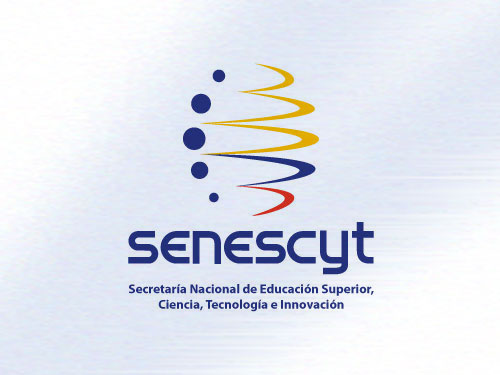 senescyt
Secretaría Nacional de Educación Superior,
Ciencia, Tecnología e Innovación